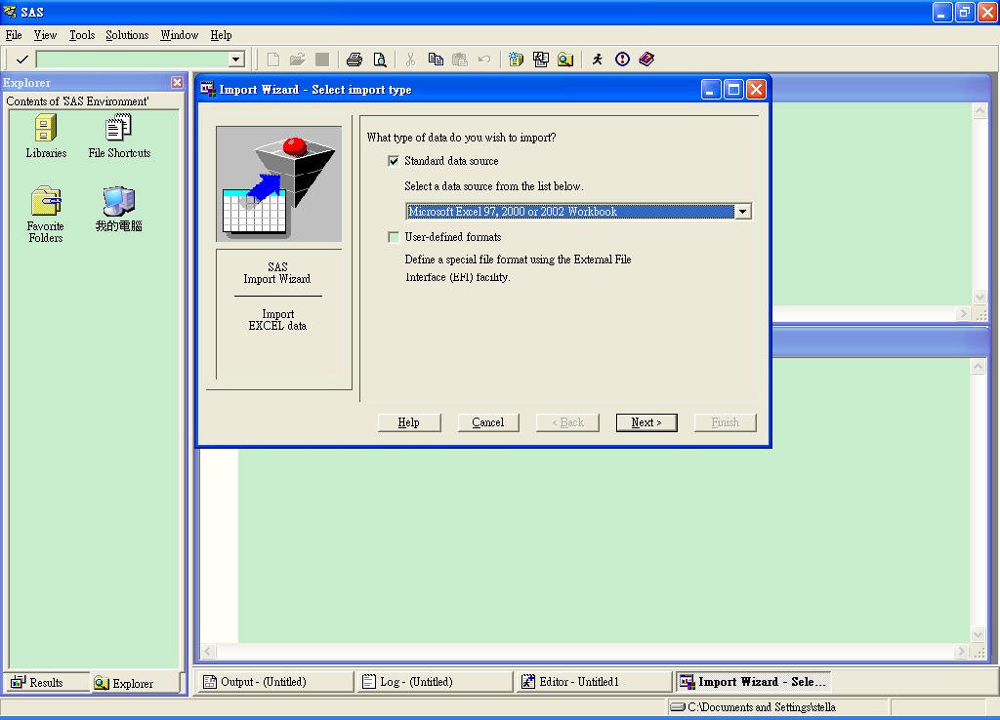 SAS
File View Tools Solutions Window Help
Explorer
Contents of 'SAS Environment'
Libraries
File Shortcuts
Favorite
Folders
我的電腦
Import Wizard - Select import type
SAS
Import Wizard
Import
EXCEL data
What type of data do you wish to import?
Standard data source
Select a data source from the list below.
Microsoft Excel 97, 2000 or 2002 Workbook
User-defined formats
Define a special file format using the External File
Interface (EFI) facility.
Help
Cancel
< Back
Next >
Finish
Results
Explorer
Output - (Untitled)
Log - (Untitled)
Editor - Untitled1
Import Wizard - Sele...
C:\Documents and Settings\stella